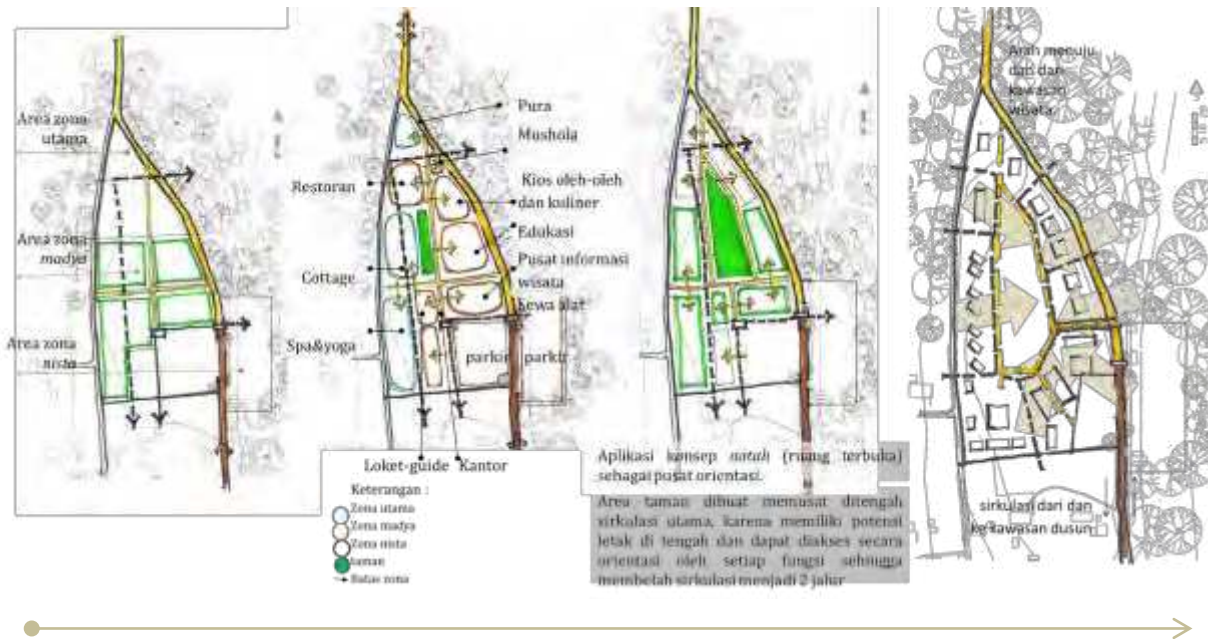 Area zona
utama
Area zona
madya
Area zona
nista
Pura
Mushola
Restoran
Kios oleh-oleh
dan kuliner
Edukasi
Pusat informasi
wisata
Cottage
Sewa alat
Spa&yoga
parkir parkir
Loket-guide Kantor
Keterangan :
Zona utama
Zona madya
Zona nista
taman
Batas zona
Aplikasi konsep natah (ruang terbuka)
sebagai pusat orientasi.
Area taman dibuat memusat ditengah
sirkulasi utama, karena memiliki potensi
letak di tengah dan dapat diakses secara
orientasi oleh setiap fungsi sehingga
membelah sirkulasi menjadi 2 jalur
Arah menuju
dan dari
kawasan
wisata
sirkulasi dari dan
ke kawasan dusun